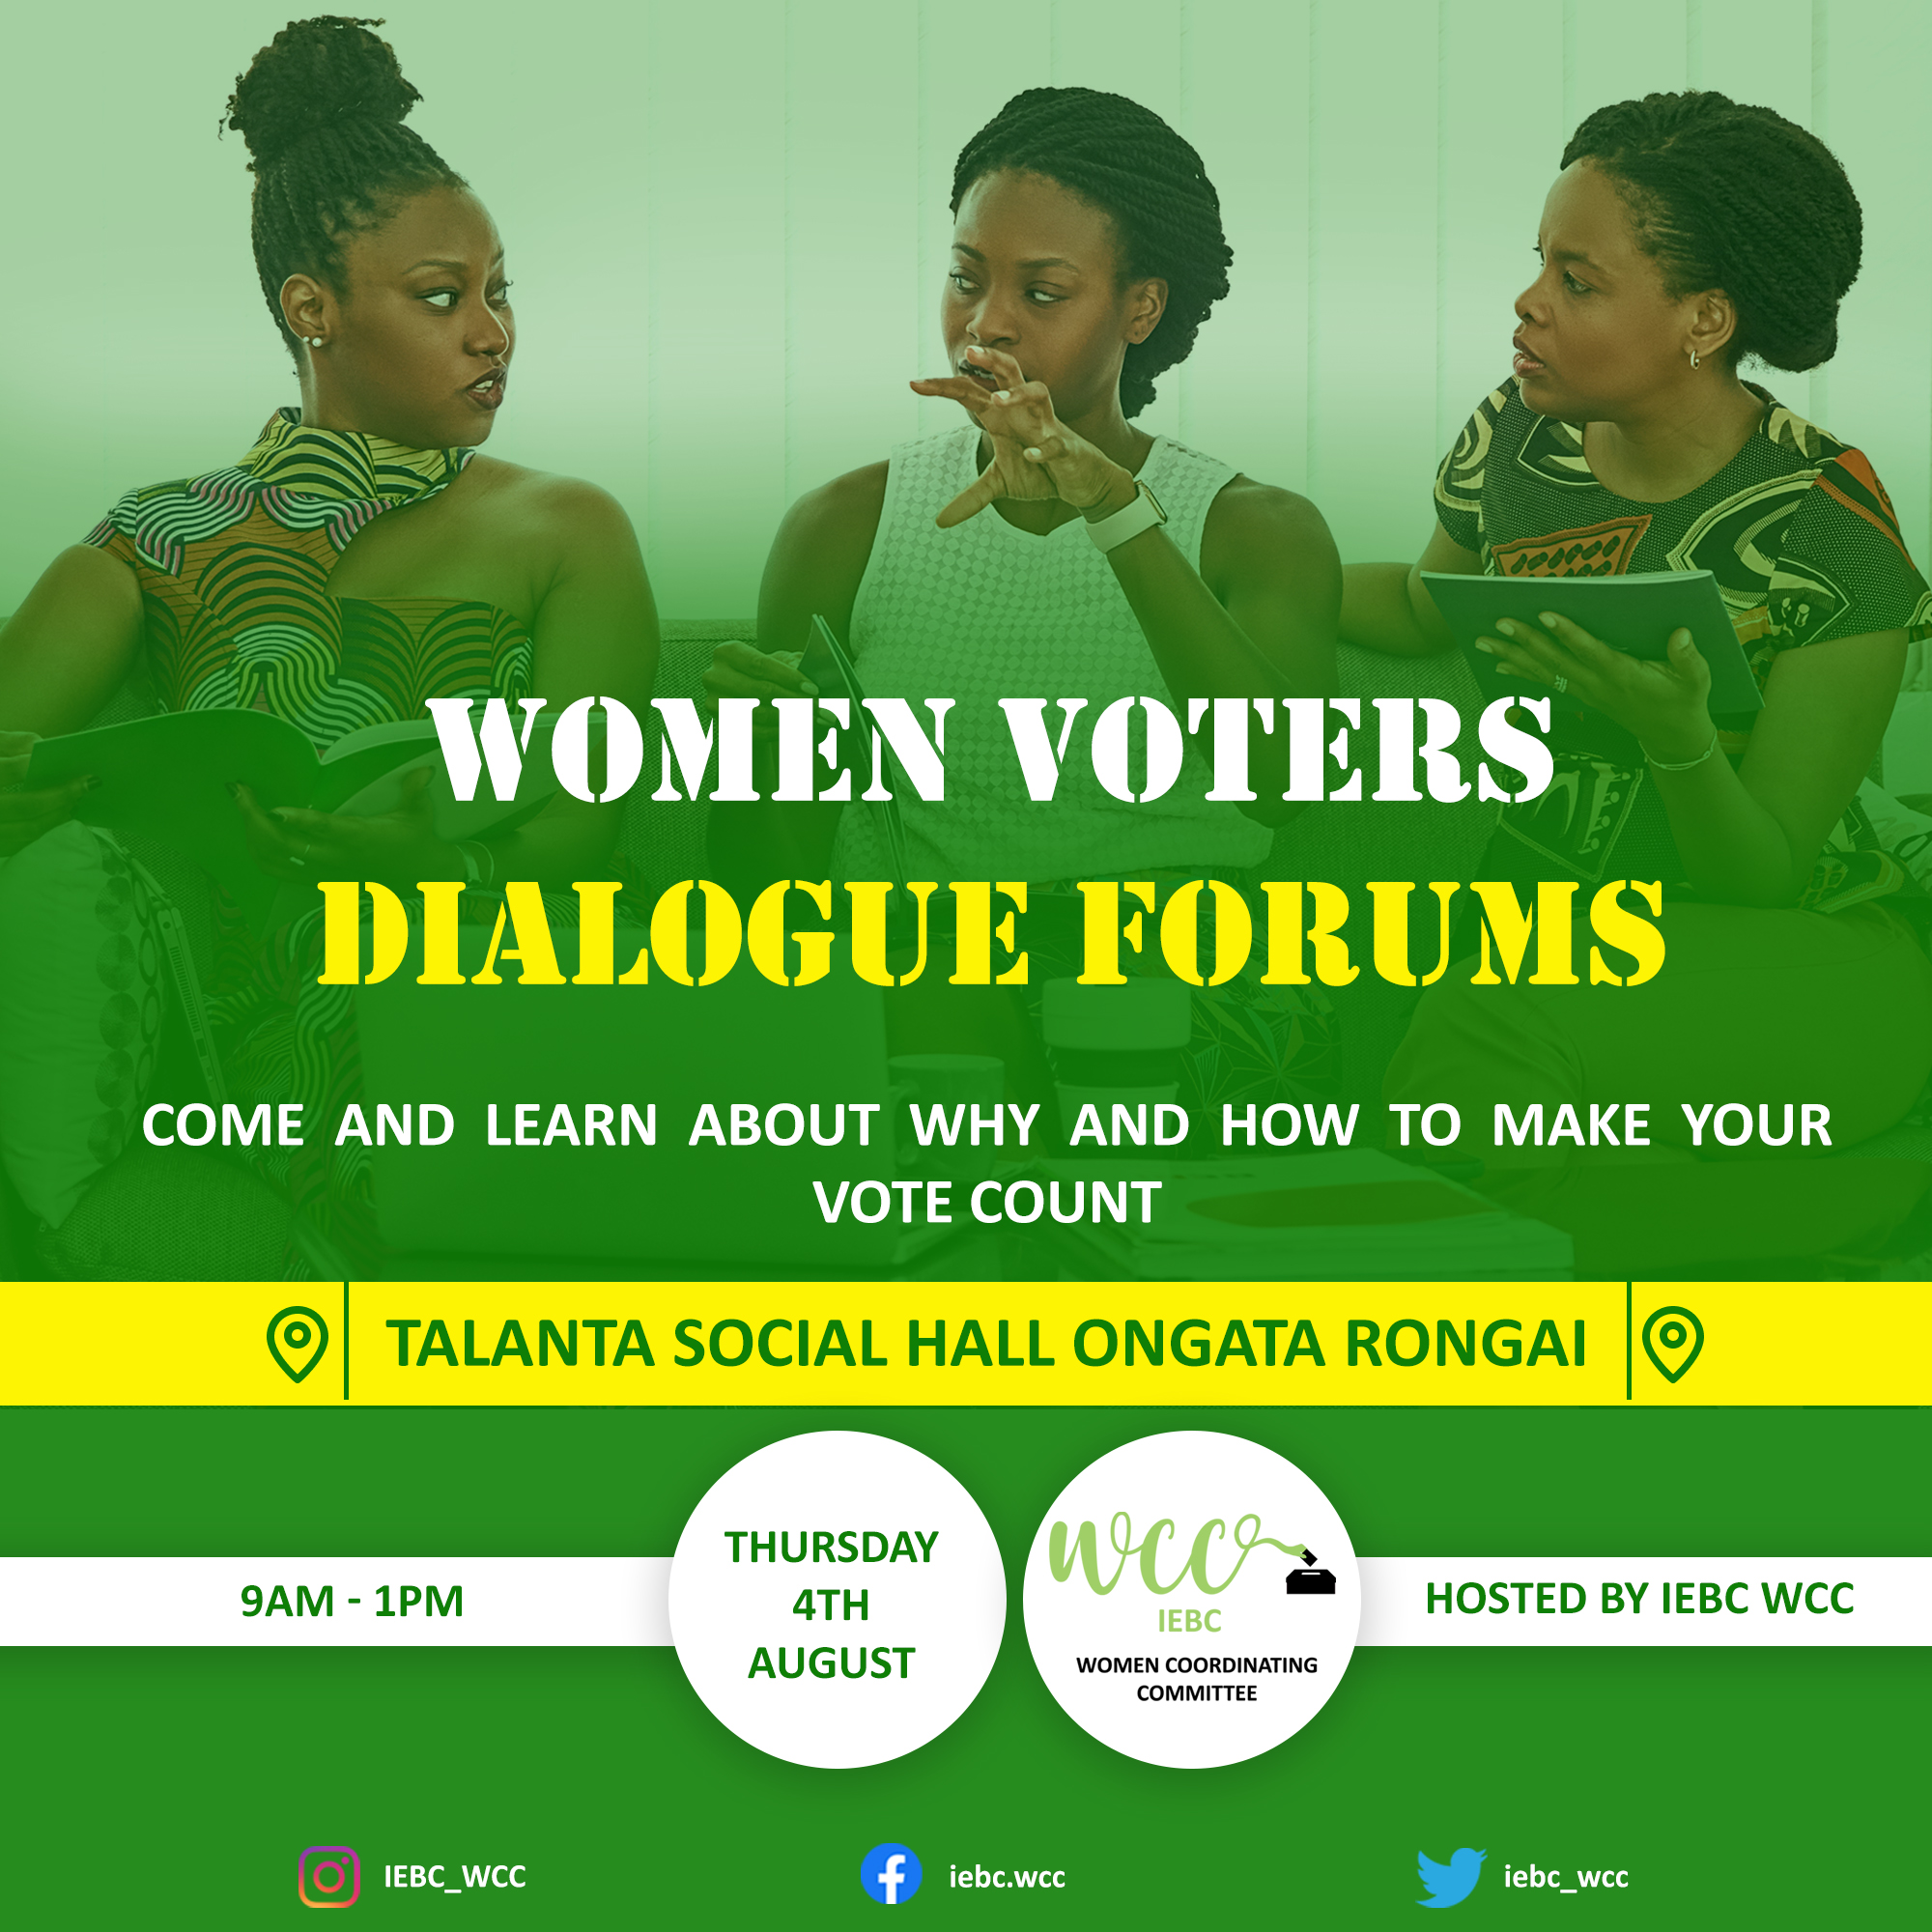 WOMEN VOTERS
DIALOGUE FORUMS
COME AND LEARN ABOUT WHY AND HOW TO MAKE YOUR
VOTE COUNT
TALANTA SOCIAL HALL ONGATA RONGAI
9AM - 1PM
THURSDAY
4TH
AUGUST
wcc
IEBC
WOMEN COORDINATING
COMMITTEE
HOSTED BY IEBC WCC
IEBC_WCC
iebc.wcc
iebc_wcc